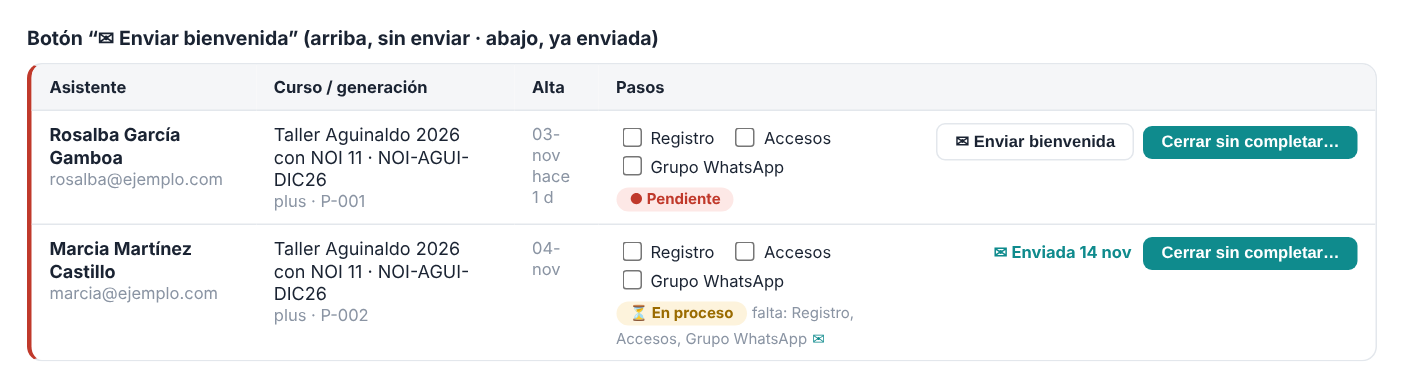 Botón “✉ Enviar bienvenida” (arriba, sin enviar · abajo, ya enviada)
Asistente Curso / generación Alta Pasos
Rosalba García
Gamboa
rosalba@ejemplo.com
Taller Aguinaldo 2026
con NOI 11 · NOI-AGUI-
DIC26
plus · P-001
03-
nov
hace
1 d
Registro Accesos
Grupo WhatsApp
Pendiente
✉ Enviar bienvenida
Cerrar sin completar…
Marcia Martínez
Castillo
marcia@ejemplo.com
Taller Aguinaldo 2026
con NOI 11 · NOI-AGUI-
DIC26
plus · P-002
04-
nov
Registro Accesos
Grupo WhatsApp
⏳ En proceso falta: Registro,
Accesos, Grupo WhatsApp ✉
✉ Enviada 14 nov
Cerrar sin completar…